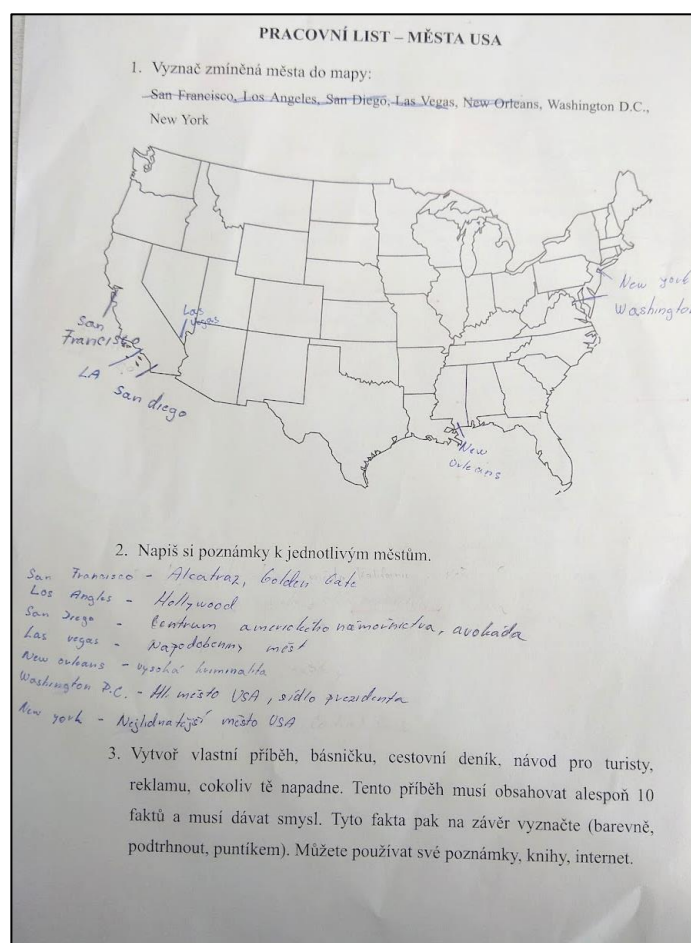 PRACOVNÍ LIST – MĚSTA USA
1. Vyznač zmíněná města do mapy:
San Francisco, Los Angeles, San Diego, Las Vegas, New Orleans, Washington D.C.,
New York
New york
Washington
Las
vegas
San
Francisco
LA
San diego
New
Orleans
2. Napiš si poznámky k jednotlivým městům.
San Francisco - Alcatraz, Golden Gate
Los Angles - Hollywood
San Diego - Centrum amerického námořnictva, avokáda
Las vegas - Napodobeniny měst
New orleans - vysoká kriminalita
Washington D.C. - Hl. město USA, sídlo prezidenta
New york - Nejlidnatější město USA
3. Vytvoř vlastní příběh, básničku, cestovní deník, návod pro turisty,
reklamu, cokoliv tě napadne. Tento příběh musí obsahovat alespoň 10
faktů a musí dávat smysl. Tyto fakta pak na závěr vyznačte (barevně,
podtrhnout, puntíkem). Můžete používat své poznámky, knihy, internet.